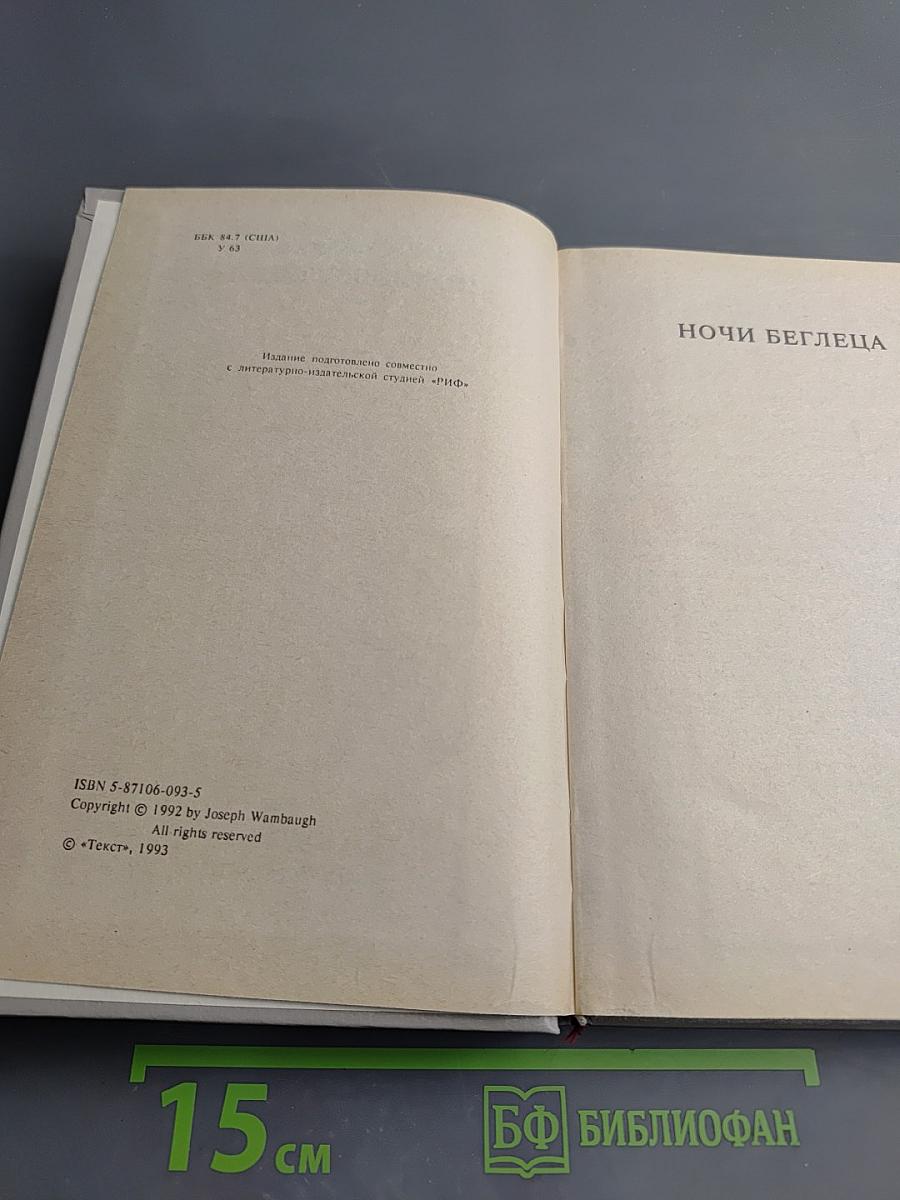 ББК 84.7 (США)
У 63
Издание подготовлено совместно
с литературно-издательской студией «РИФ»
ISBN 5-87106-093-5
Copyright © 1992 by Joseph Wambaugh
All rights reserved
© «Текст», 1993
НОЧИ БЕГЛЕЦА
15 см
БФ БИБЛИОФАН